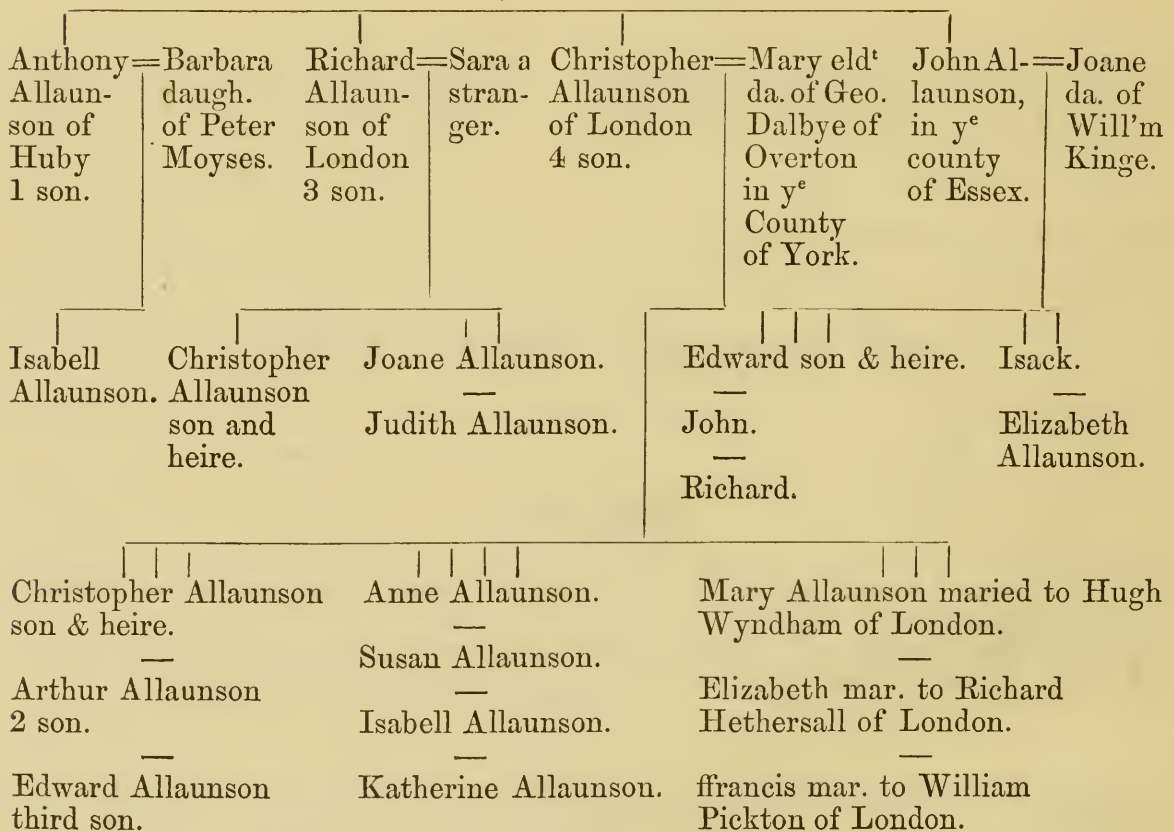 Anthony=Barbara
Allaun-
son of
Huby
1 son.
daugh.
of Peter
Moyses.
Richard=Sara a
Allaun-
son of
London
3 son.
stran-
ger.
Christopher=Mary eldᵗ
Allaunson
of London
4 son.
da. of Geo.
Dalbye of
Overton
in yᵉ
County
of York.
John Al-=Joane
launson,
in yᵉ
county
of Essex.
da. of
Will'm
Kinge.
Isabell
Allaunson.
Christopher
Allaunson
son and
heire.
Joane Allaunson.
—
Judith Allaunson.
Edward son & heire.
—
John.
—
Richard.
Isack.
—
Elizabeth
Allaunson.
Christopher Allaunson
son & heire.
—
Arthur Allaunson
2 son.
—
Edward Allaunson
third son.
Anne Allaunson.
—
Susan Allaunson.
—
Isabell Allaunson.
—
Katherine Allaunson.
Mary Allaunson maried to Hugh
Wyndham of London.
—
Elizabeth mar. to Richard
Hethersall of London.
—
ffrancis mar. to William
Pickton of London.